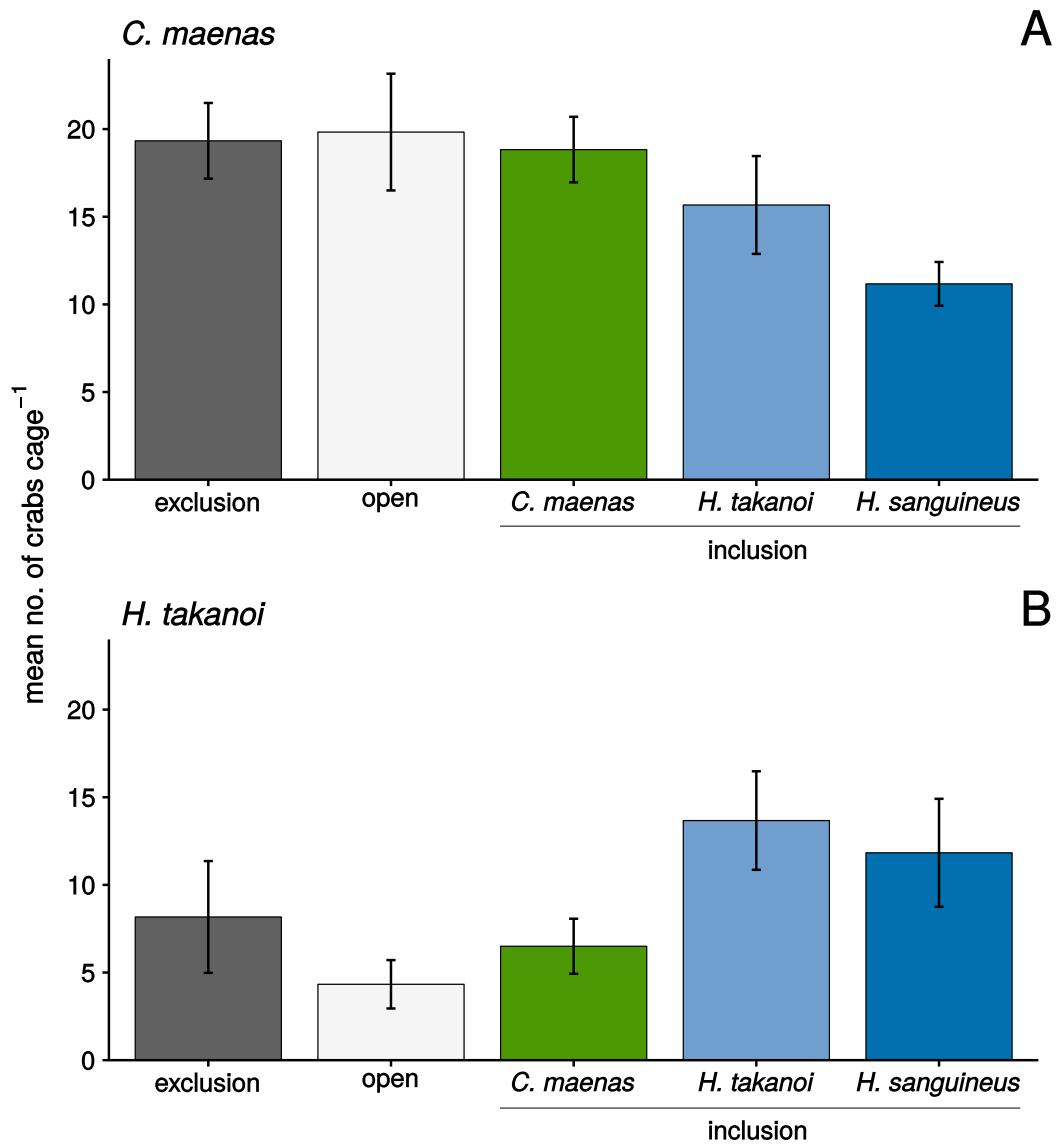 C. maenas
A
mean no. of crabs cage⁻¹
20
15
10
5
0
exclusion
open
C. maenas
H. takanoi
H. sanguineus
inclusion
H. takanoi
B
20
15
10
5
0
exclusion
open
C. maenas
H. takanoi
H. sanguineus
inclusion